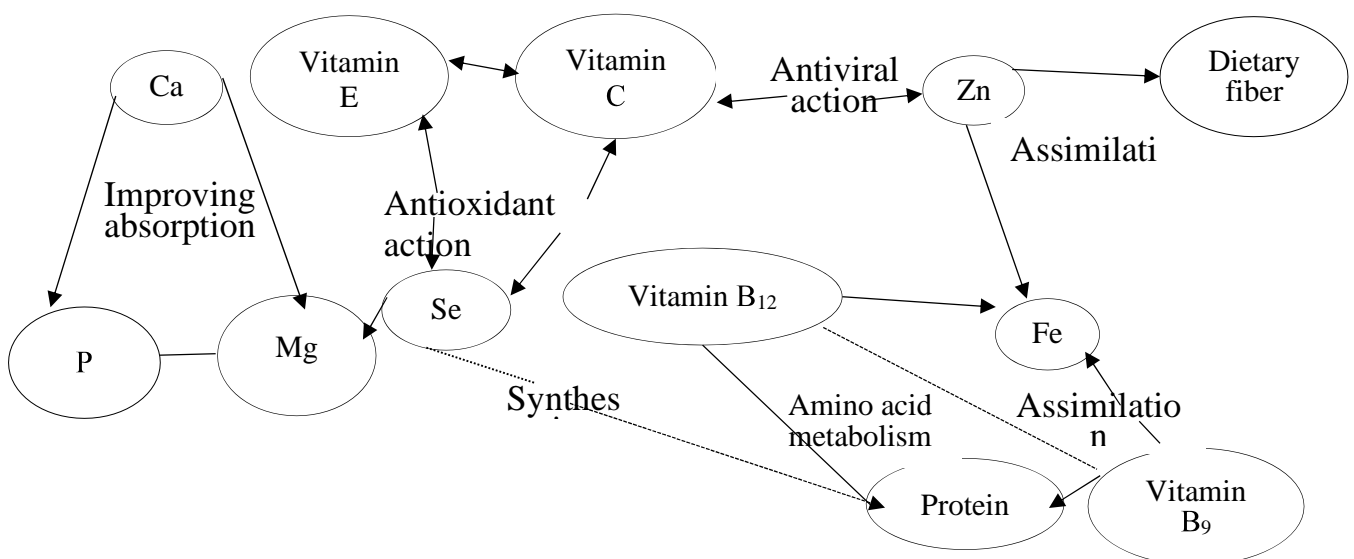 Ca
Vitamin
E
Vitamin
C
Antiviral
action
Zn
Dietary
fiber
Assimilati
Improving
absorption
Antioxidant
action
Vitamin B₁₂
Se
Fe
P
Mg
Synthes
Amino acid
metabolism
Assimilatio
n
Protein
Vitamin
B₉